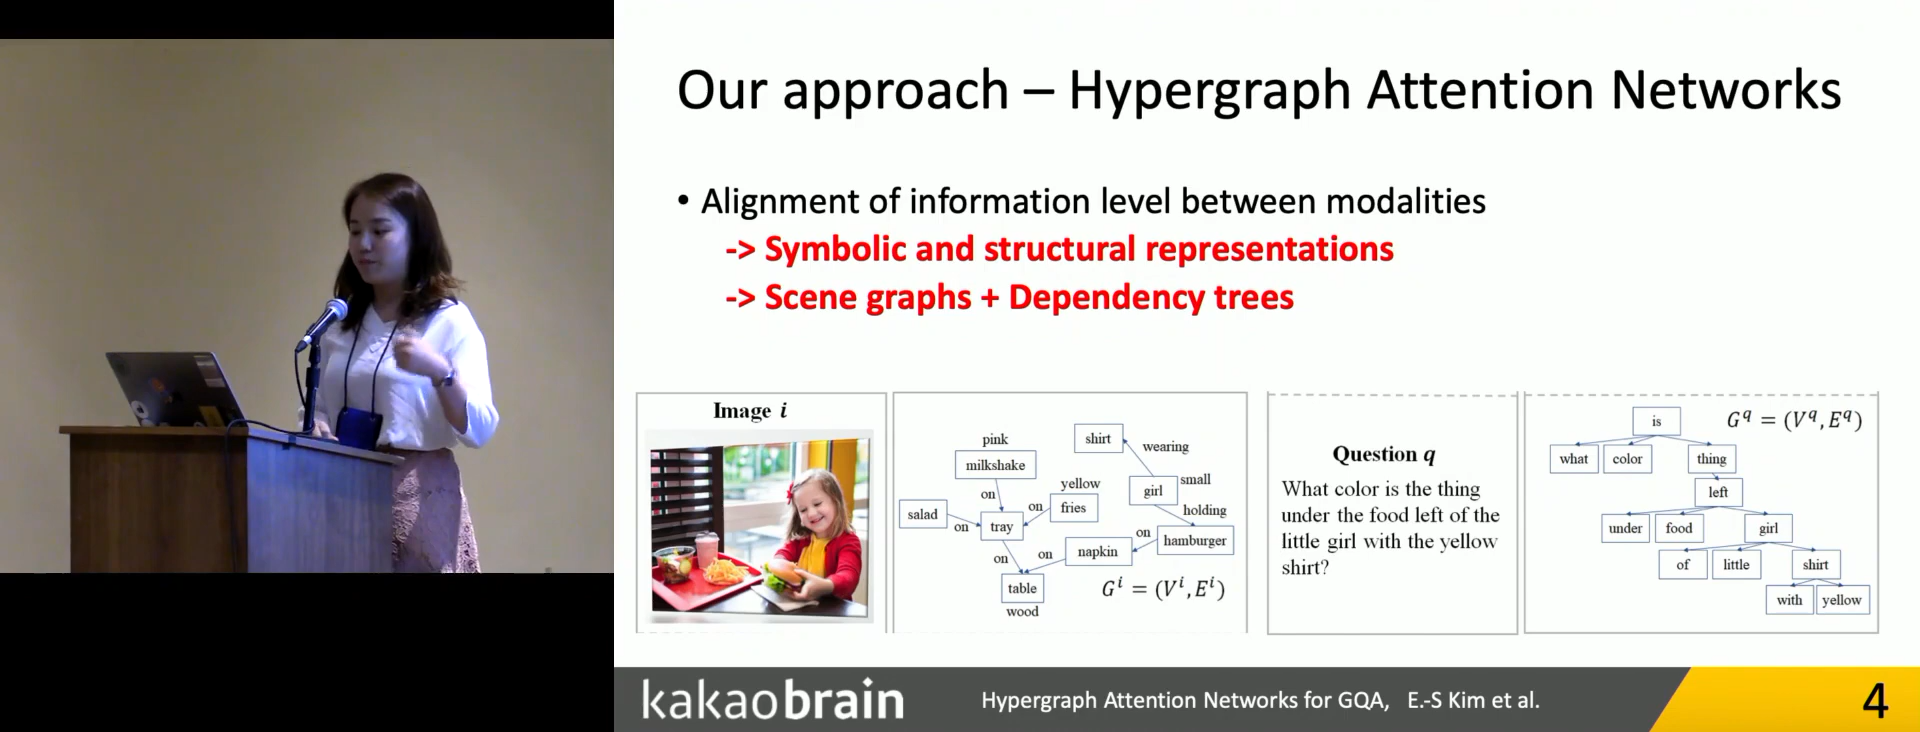 Our approach – Hypergraph Attention Networks
• Alignment of information level between modalities
-> Symbolic and structural representations
-> Scene graphs + Dependency trees
Image i
pink
milkshake
on
salad
on
tray
on
yellow
fries
on
table
wood
shirt
wearing
girl
small
holding
hamburger
on
napkin
on
Gⁱ = (Vⁱ, Eⁱ)
Question q
What color is the thing
under the food left of the
little girl with the yellow
shirt?
is
G^q = (V^q, E^q)
what color thing
left
under food girl
of little shirt
with yellow
kakaobrain
Hypergraph Attention Networks for GQA, E.-S Kim et al.
4